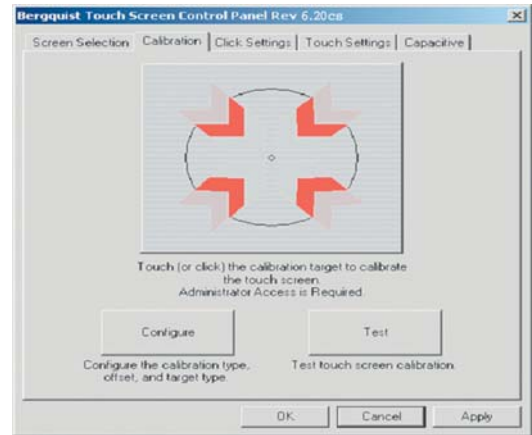 Bergquist Touch Screen Control Panel Rev 6.20CB
Screen Selection Calibration Click Settings Touch Settings Capacitive
Touch (or click) the calibration target to calibrate
the touch screen.
Administrator Access is Required.
Configure Test
Configure the calibration type,
offset, and target type.
Test touch screen calibration.
OK Cancel Apply